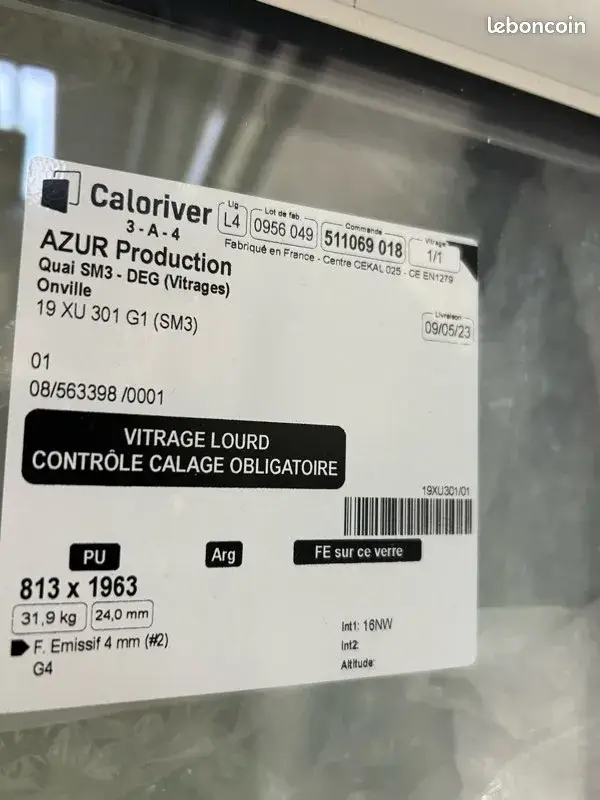 leboncoin
Caloriver
3 - A - 4
Lig
L4
Lot de fab.
0956 049
Commande
511069 018
Vitrage
1/1
Fabriqué en France - Centre CEKAL 025 - CE EN1279
AZUR Production
Quai SM3 - DEG (Vitrages)
Onville
19 XU 301 G1 (SM3)
Livraison
09/05/23
01
08/563398 /0001
VITRAGE LOURD
CONTRÔLE CALAGE OBLIGATOIRE
19XU301/01
PU
Arg
FE sur ce verre
813 x 1963
31,9 kg
24,0 mm
F. Emissif 4 mm (#2)
G4
Int1: 16NW
Int2:
Altitude: